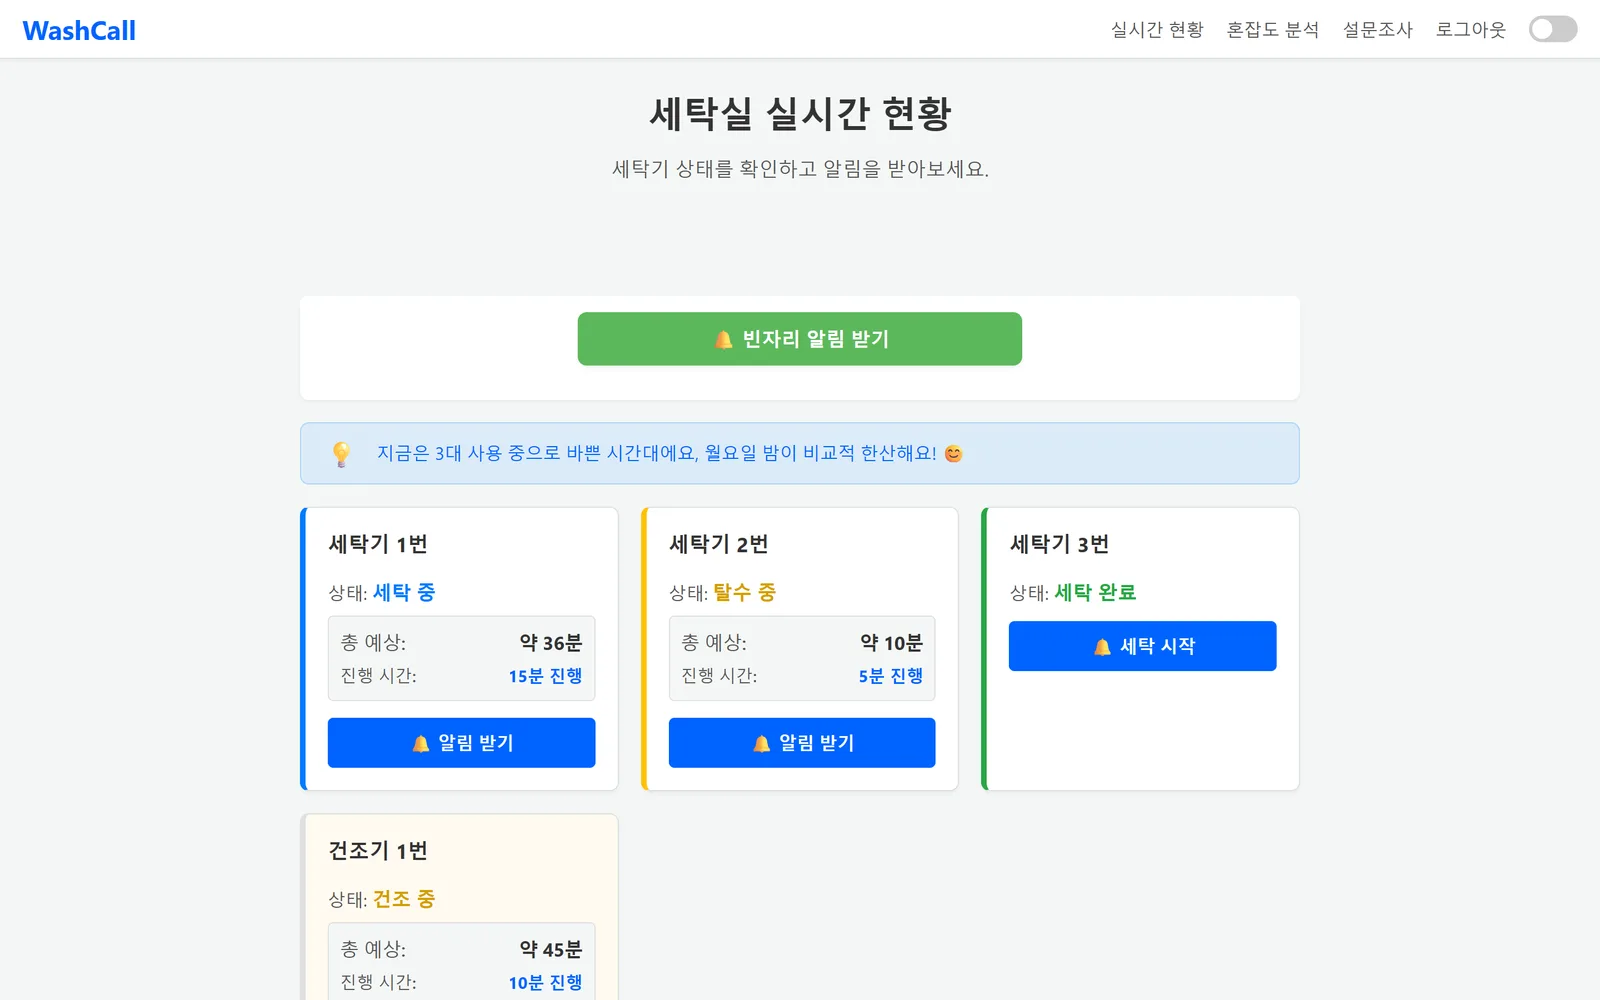 WashCall
실시간 현황 혼잡도 분석 설문조사 로그아웃
세탁실 실시간 현황
세탁기 상태를 확인하고 알림을 받아보세요.
🔔 빈자리 알림 받기
💡 지금은 3대 사용 중으로 바쁜 시간대에요, 월요일 밤이 비교적 한산해요! 😊
세탁기 1번
상태: 세탁 중
총 예상: 약 36분
진행 시간: 15분 진행
🔔 알림 받기
세탁기 2번
상태: 탈수 중
총 예상: 약 10분
진행 시간: 5분 진행
🔔 알림 받기
세탁기 3번
상태: 세탁 완료
🔔 세탁 시작
건조기 1번
상태: 건조 중
총 예상: 약 45분
진행 시간: 10분 진행